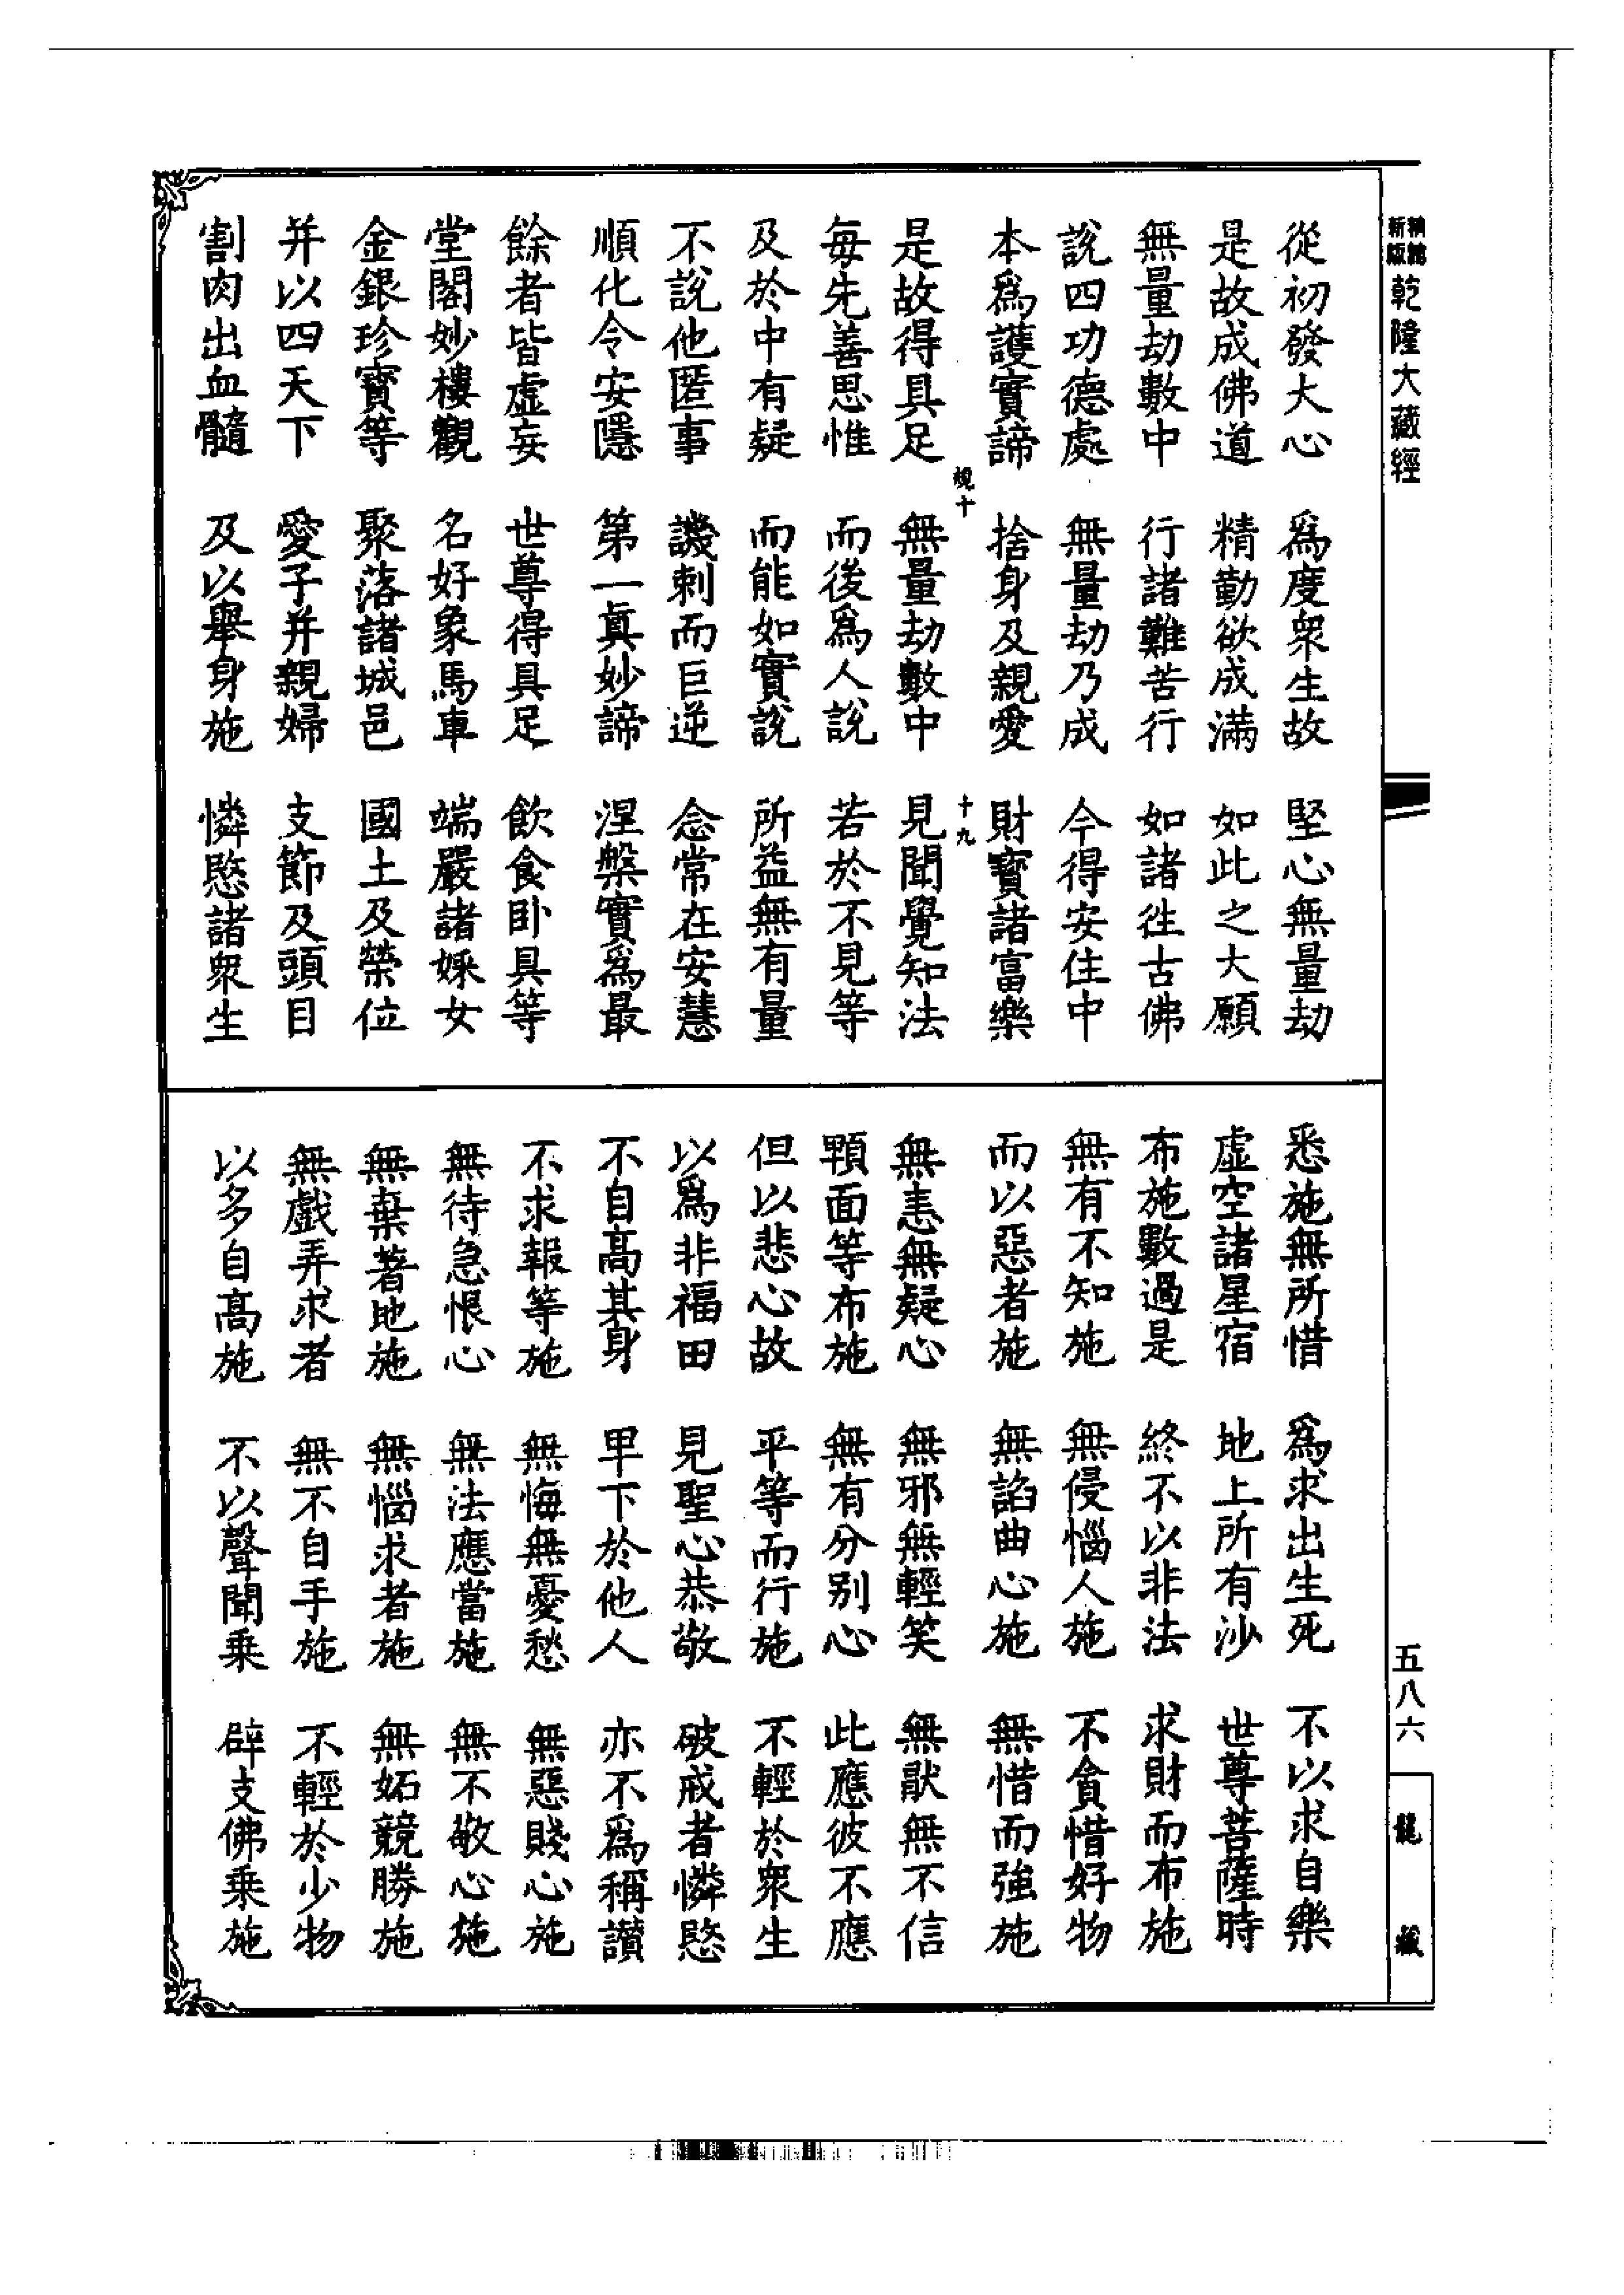 新版 精縮 乾隆大藏經
從初發大心 爲度衆生故 堅心無量劫
是故成佛道 精勤欲成滿 如此之大願
無量劫數中 行諸難苦行 如諸徃古佛
說四功德處 無量劫乃成 今得安住中
本爲護實諦 捨身及親愛 財寶諸富樂
槼十 十九
是故得具足 無量劫數中 見聞覺知法
每先善思惟 而後爲人說 若於不見等
及於中有疑 而能如實說 所益無有量
不說他匿事 譏刺而巨逆 念常在安慧
順化令安隱 第一真妙諦 涅槃實爲最
餘者皆虛妄 世尊得具足 飲食卧具等
堂閣妙樓觀 名好象馬車 端嚴諸婇女
金銀珍寶等 聚落諸城邑 國土及榮位
并以四天下 愛子并親婦 支節及頭目
割肉出血髓 及以舉身施 憐愍諸衆生
悉施無所惜 爲求出生死 不以求自樂
虛空諸星宿 地上所有沙 世尊菩薩時
布施數過是 終不以非法 求財而布施
無有不知施 無侵惱人施 不貪惜好物
而以惡者施 無諂曲心施 無惜而強施
無恚無疑心 無邪無輕笑 無猒無不信
顆面等布施 無有分別心 此應彼不應
但以悲心故 平等而行施 不輕於衆生
以爲非福田 見聖心恭敬 破戒者憐愍
不自高其身 卑下於他人 亦不爲稱讚
不求報等施 無悔無憂愁 無惡賤心施
無待急恨心 無法應當施 無不敬心施
無棄著地施 無惱求者施 無妬競勝施
無戲弄求者 無不自手施 不輕於少物
以多自高施 不以聲聞乘 辟支佛乘施
五八六
龍藏